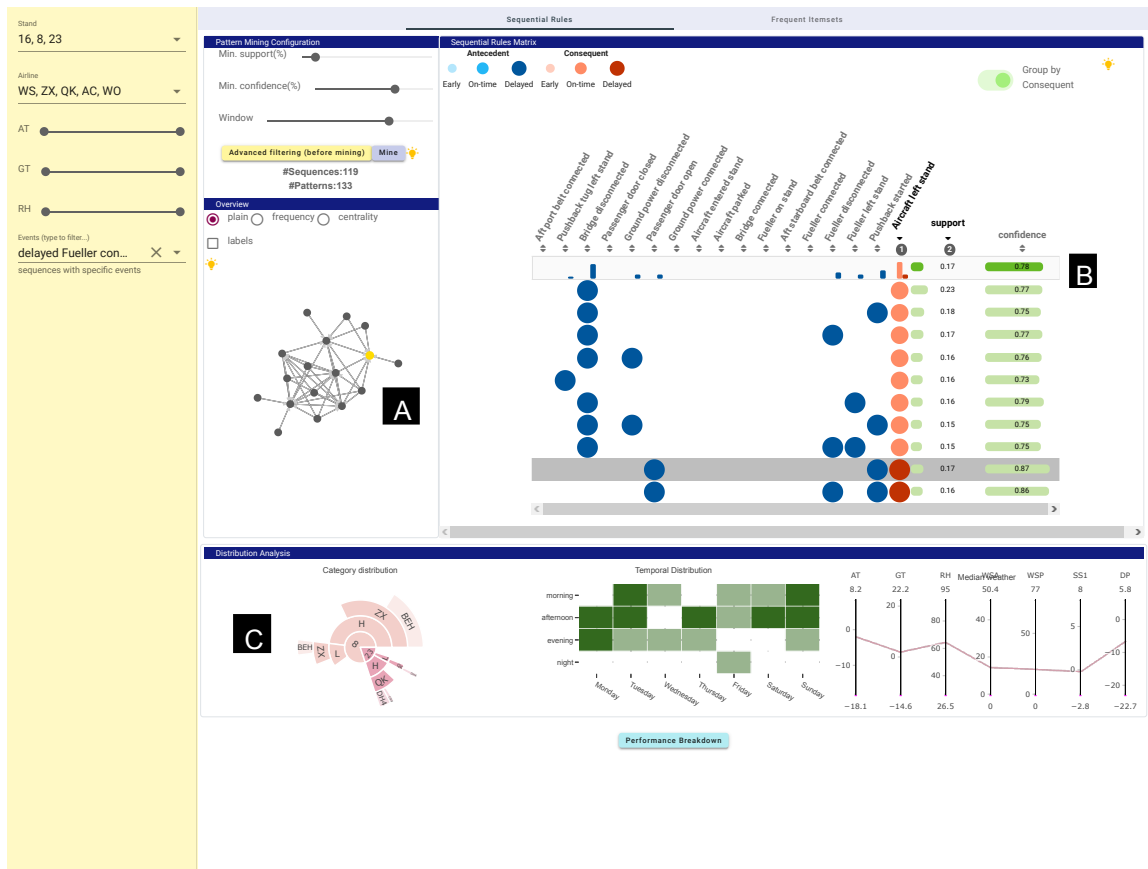 Sequential Rules
Frequent Itemsets
Stand
16, 8, 23
Airline
WS, ZX, QK, AC, WO
AT
GT
RH
Events (type to filter...)
delayed Fueller con...
sequences with specific events
Pattern Mining Configuration
Min. support(%)
Min. confidence(%)
Window
Advanced filtering (before mining)
Mine
#Sequences:119
#Patterns:133
Overview
plain
frequency
centrality
labels
A
Sequential Rules Matrix
Antecedent
Consequent
Early
On-time
Delayed
Early
On-time
Delayed
Group by
Consequent
Aft port belt connected
Pushback tug left stand
Bridge disconnected
Passenger door closed
Ground power disconnected
Passenger door open
Ground power connected
Aircraft entered stand
Aircraft parked
Bridge connected
Fueller on stand
Aft starboard belt connected
Fueller connected
Fueller disconnected
Fueller left stand
Pushback started
Aircraft left stand
support
confidence
1
2
0.17 0.78
0.23 0.77
0.18 0.75
0.17 0.77
0.16 0.76
0.16 0.73
0.16 0.79
0.15 0.75
0.15 0.75
0.17 0.87
0.16 0.86
B
Distribution Analysis
Category distribution
C
BEH
ZX
H
8
L
ZX
BEH
23
H
QK
DH4
Temporal Distribution
morning
afternoon
evening
night
Monday
Tuesday
Wednesday
Thursday
Friday
Saturday
Sunday
Median weather
AT GT RH WSA WSP SS1 DP
8.2 22.2 95 50.4 77 8 5.8
0
−10
20
0
80
60
40
40
20
0
50
5
0
0
−10
−20
−18.1 −14.6 26.5 0 0 −2.8 −22.7
Performance Breakdown